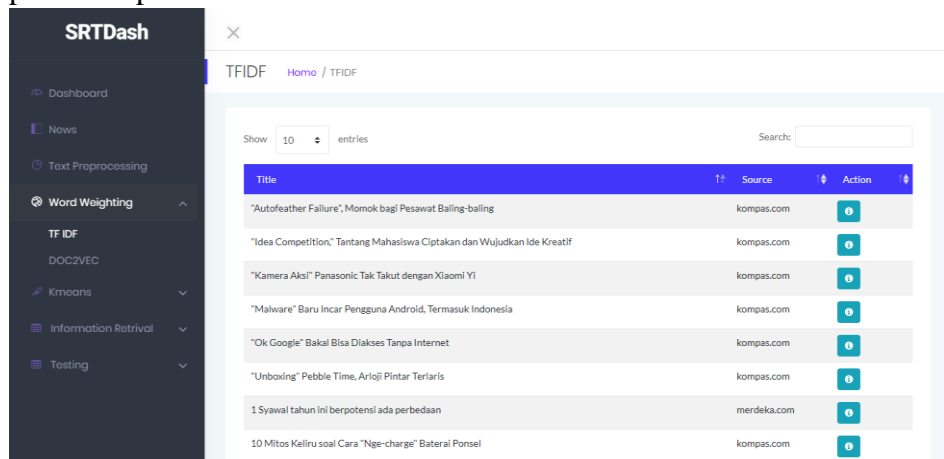 SRTDash
TFIDF Home / TFIDF
Dashboard
News
Text Preprocessing
Word Weighting
TF IDF
DOC2VEC
Kmeans
Information Retrival
Testing
Show 10 entries Search:
Title Source Action
"Autofeather Failure", Momok bagi Pesawat Baling-baling kompas.com
"Idea Competition," Tantang Mahasiswa Ciptakan dan Wujudkan Ide Kreatif kompas.com
"Kamera Aksi" Panasonic Tak Takut dengan Xiaomi Yi kompas.com
"Malware" Baru Incar Pengguna Android, Termasuk Indonesia kompas.com
"Ok Google" Bakal Bisa Diakses Tanpa Internet kompas.com
"Unboxing" Pebble Time, Arloji Pintar Terlaris kompas.com
1 Syawal tahun ini berpotensi ada perbedaan merdeka.com
10 Mitos Keliru soal Cara "Nge-charge" Baterai Ponsel kompas.com